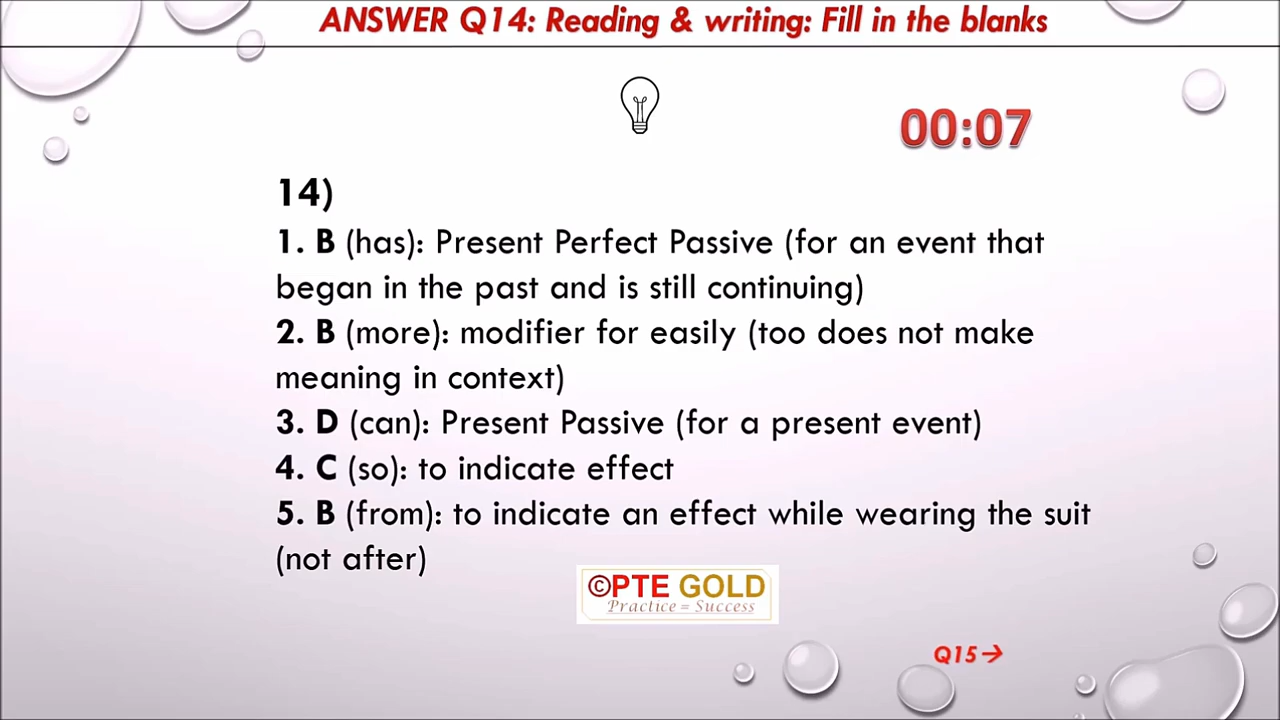 ANSWER Q14: Reading & writing: Fill in the blanks
00:07
14)
1. B (has): Present Perfect Passive (for an event that
began in the past and is still continuing)
2. B (more): modifier for easily (too does not make
meaning in context)
3. D (can): Present Passive (for a present event)
4. C (so): to indicate effect
5. B (from): to indicate an effect while wearing the suit
(not after)
©PTE GOLD
Practice = Success
Q15→